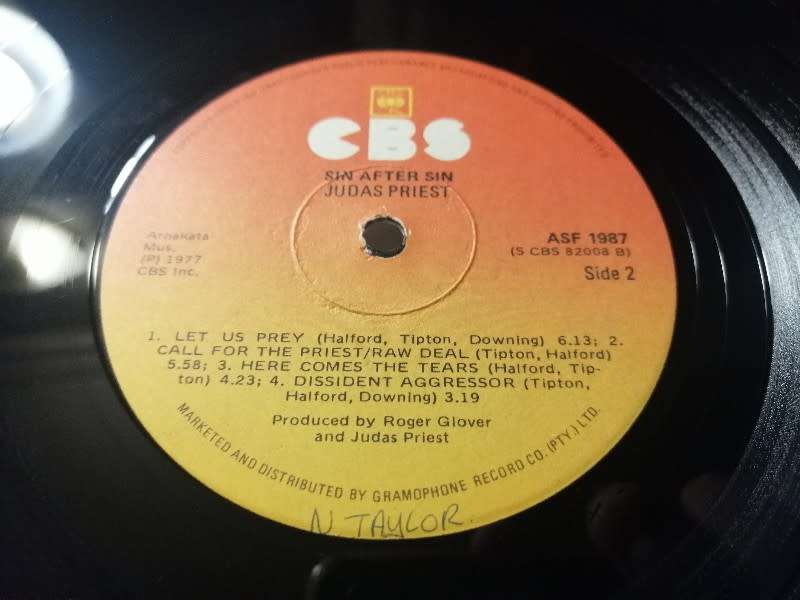 CBS
SIN AFTER SIN
JUDAS PRIEST
Arnakata
Mus.
(P) 1977
CBS Inc.
ASF 1987
(S CBS 82008 B)
Side 2
1. LET US PREY (Halford, Tipton, Downing) 6.13; 2.
CALL FOR THE PRIEST/RAW DEAL (Tipton, Halford)
5.58; 3. HERE COMES THE TEARS (Halford, Tip-
ton) 4.23; 4. DISSIDENT AGGRESSOR (Tipton,
Halford, Downing) 3.19
Produced by Roger Glover
and Judas Priest
MARKETED AND DISTRIBUTED BY GRAMOPHONE RECORD CO. (PTY.) LTD.
N TAYLOR.